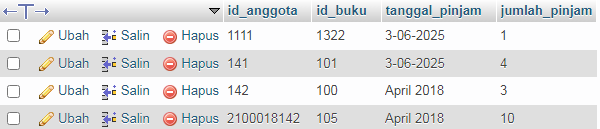 ←T→ id_anggota id_buku tanggal_pinjam jumlah_pinjam
Ubah Salin Hapus 1111 1322 3-06-2025 1
Ubah Salin Hapus 141 101 3-06-2025 4
Ubah Salin Hapus 142 100 April 2018 3
Ubah Salin Hapus 2100018142 105 April 2018 10